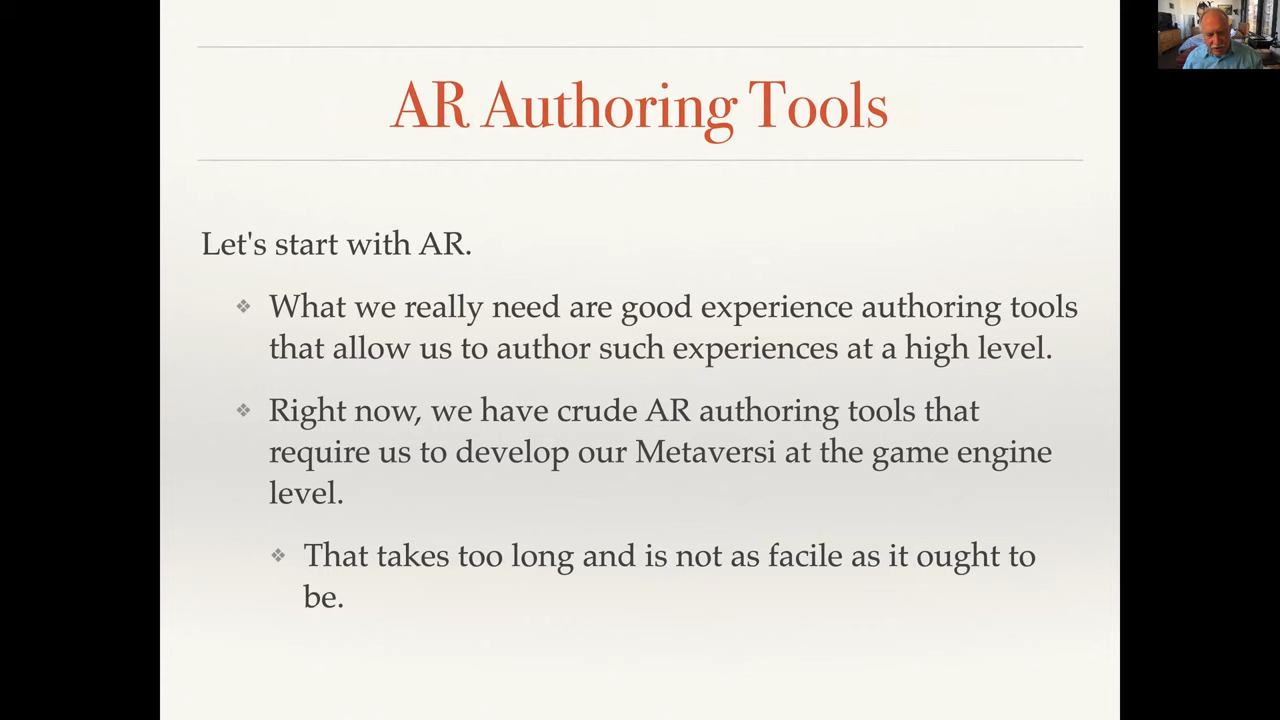 AR Authoring Tools
Let's start with AR.
What we really need are good experience authoring tools
that allow us to author such experiences at a high level.
Right now, we have crude AR authoring tools that
require us to develop our Metaversi at the game engine
level.
That takes too long and is not as facile as it ought to
be.